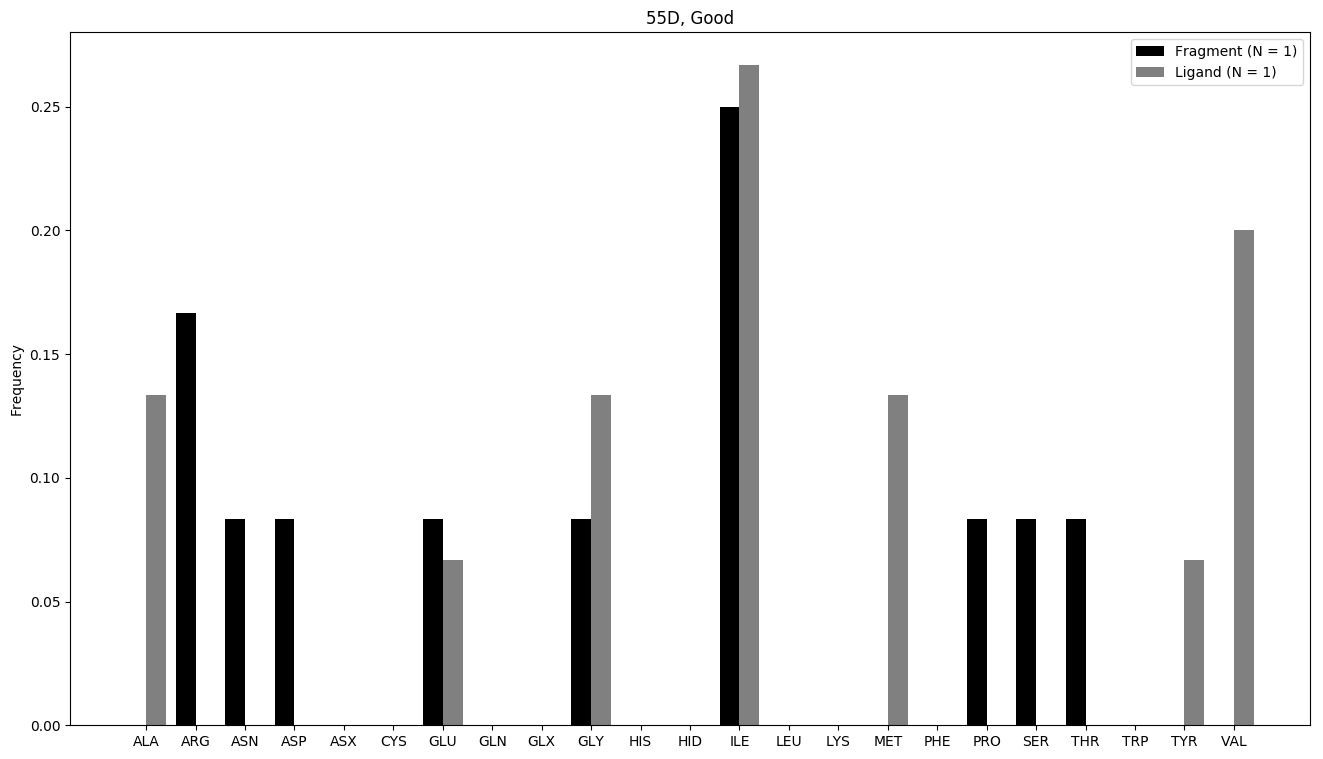 55D, Good
Fragment (N = 1)
Ligand (N = 1)
Frequency
0.25
0.20
0.15
0.10
0.05
0.00
ALA ARG ASN ASP ASX CYS GLU GLN GLX GLY HIS HID ILE LEU LYS MET PHE PRO SER THR TRP TYR VAL